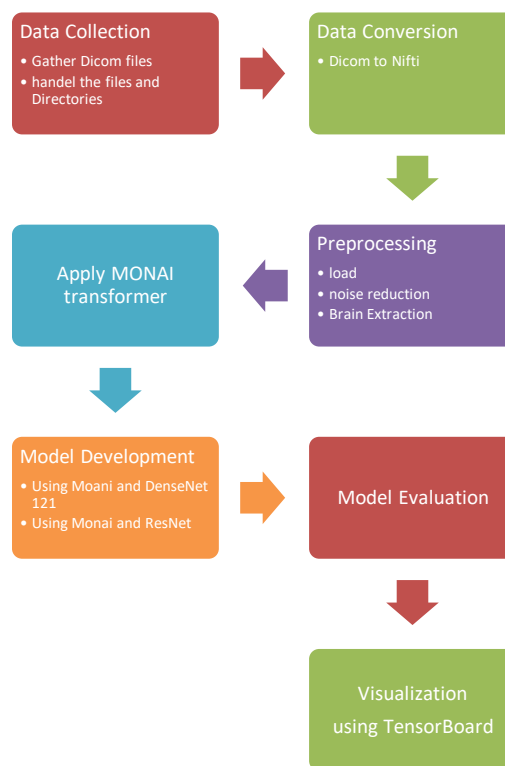 Data Collection
• Gather Dicom files
• handel the files and
Directories
Data Conversion
• Dicom to Nifti
Preprocessing
• load
• noise reduction
• Brain Extraction
Apply MONAI
transformer
Model Development
• Using Moani and DenseNet
121
• Using Monai and ResNet
Model Evaluation
Visualization
using TensorBoard